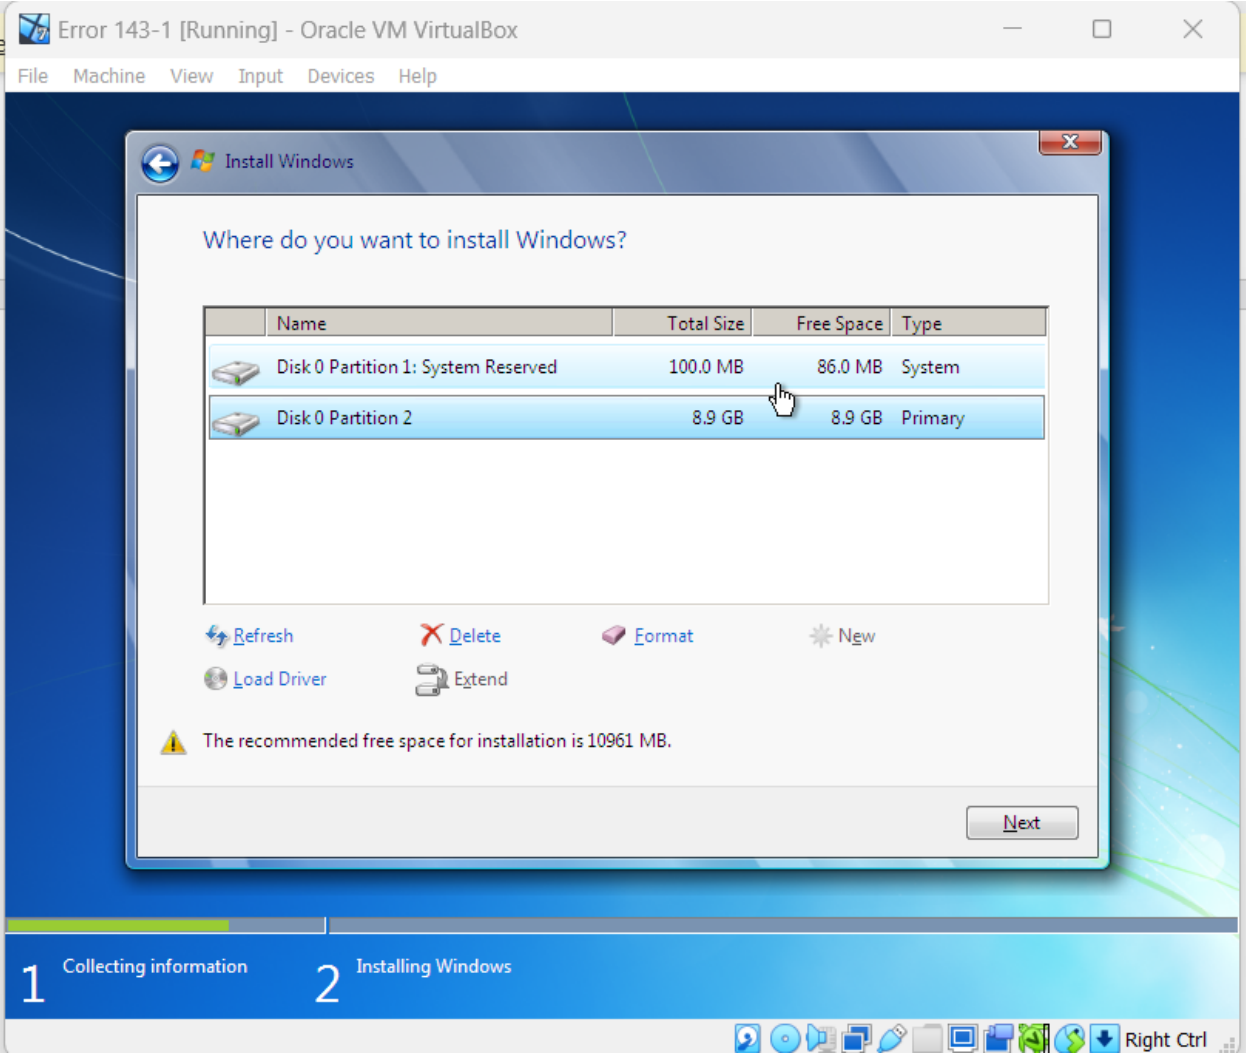 Error 143-1 [Running] - Oracle VM VirtualBox
File Machine View Input Devices Help
Install Windows
x
Where do you want to install Windows?
Name Total Size Free Space Type
Disk 0 Partition 1: System Reserved 100.0 MB 86.0 MB System
Disk 0 Partition 2 8.9 GB 8.9 GB Primary
Refresh Delete Format New
Load Driver Extend
The recommended free space for installation is 10961 MB.
Next
1 Collecting information 2 Installing Windows
Right Ctrl